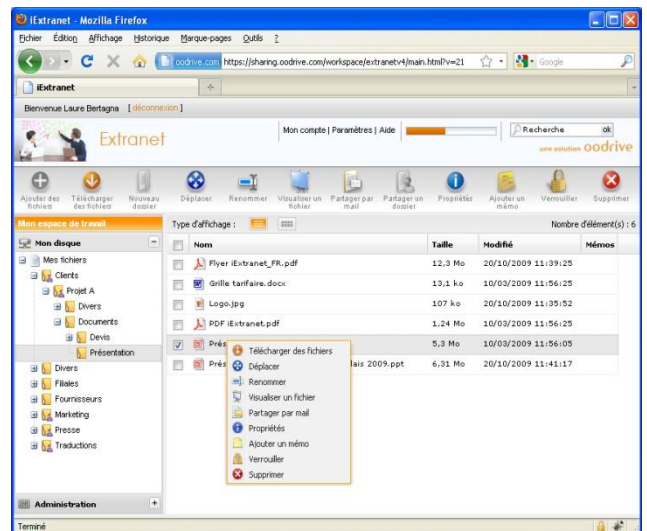 iExtranet - Mozilla Firefox
Fichier Édition Affichage Historique Marque-pages Outils ?
oodrive.com https://sharing.oodrive.com/workspace/extranetv4/main.html?v=21
Google
iExtranet
Bienvenue Laure Bertagna [ déconnexion ]
Extranet
Mon compte | Paramètres | Aide
Recherche ok
une solution oodrive
Ajouter des fichiers
Télécharger des fichiers
Nouveau dossier
Déplacer
Renommer
Visualiser un fichier
Partager par mail
Partager un dossier
Propriétés
Ajouter un mémo
Verrouiller
Supprimer
Mon espace de travail
Type d'affichage :
Nombre d'élément(s) : 6
Mon disque
Mes fichiers
Clients
Projet A
Divers
Documents
Devis
Présentation
Divers
Filiales
Fournisseurs
Marketing
Presse
Traductions
Administration
Nom Taille Modifié Mémos
Flyer iExtranet_FR.pdf 12,3 Mo 20/10/2009 11:39:25
Grille tarifaire.docx 13,1 ko 10/03/2009 11:56:25
Logo.jpg 107 ko 20/10/2009 11:35:52
PDF iExtranet.pdf 1,24 Mo 10/03/2009 11:56:25
Prés 5,3 Mo 10/03/2009 11:56:05
Prés lais 2009.ppt 6,31 Mo 20/10/2009 11:41:17
Télécharger des fichiers
Déplacer
Renommer
Visualiser un fichier
Partager par mail
Propriétés
Ajouter un mémo
Verrouiller
Supprimer
Terminé